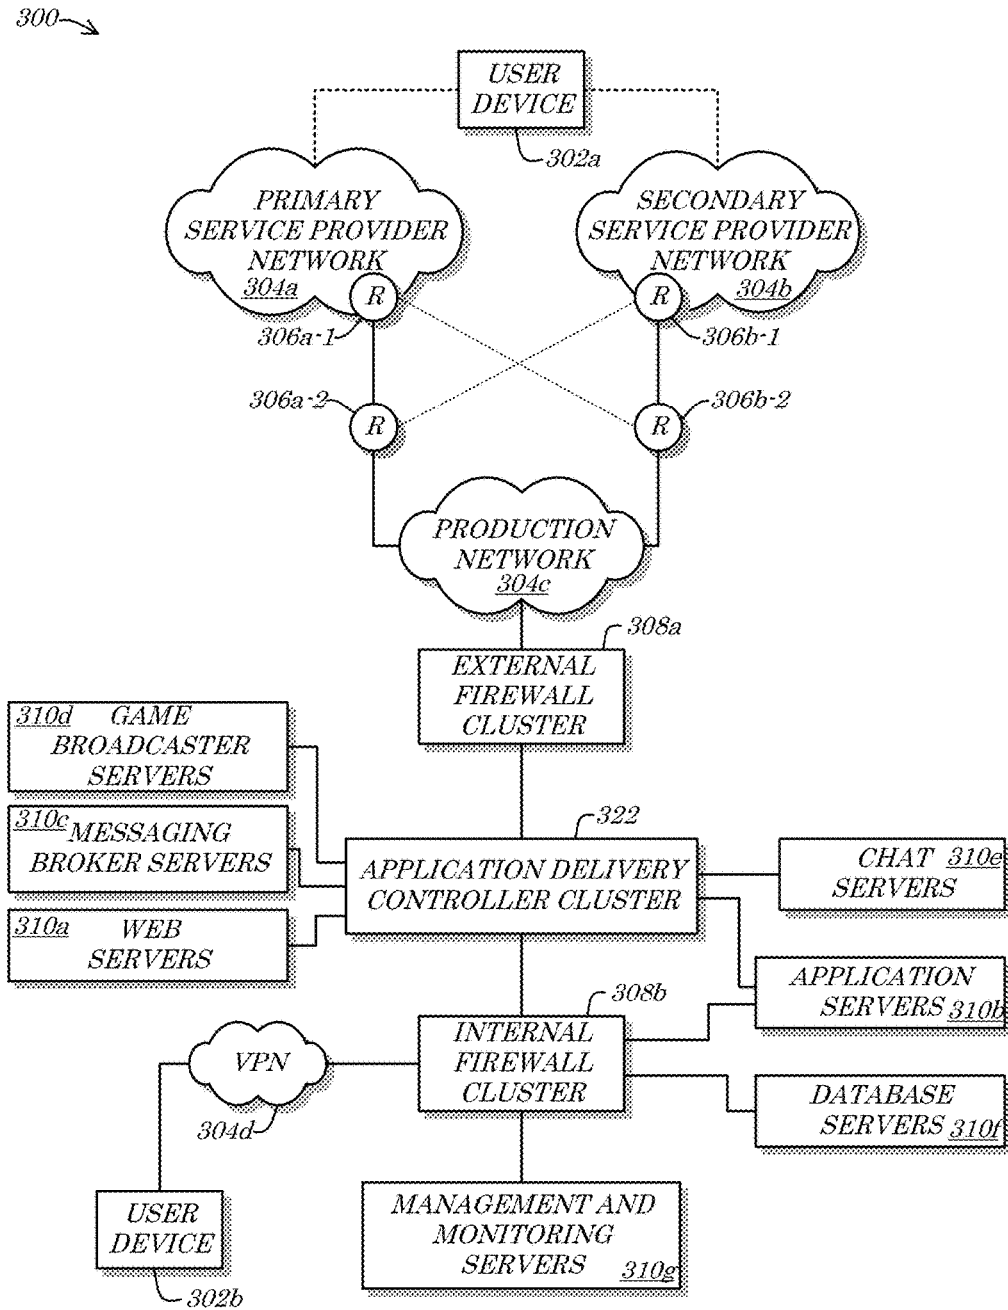 300
USER
DEVICE
302a
PRIMARY
SERVICE PROVIDER
NETWORK
304a
SECONDARY
SERVICE PROVIDER
NETWORK
304b
R
R
306a-1
306b-1
306a-2
306b-2
R
R
PRODUCTION
NETWORK
304c
308a
EXTERNAL
FIREWALL
CLUSTER
310d GAME
BROADCASTER
SERVERS
310c
MESSAGING
BROKER SERVERS
310a WEB
SERVERS
322
APPLICATION DELIVERY
CONTROLLER CLUSTER
CHAT 310e
SERVERS
APPLICATION
SERVERS 310b
308b
INTERNAL
FIREWALL
CLUSTER
VPN
304d
DATABASE
SERVERS 310f
USER
DEVICE
302b
MANAGEMENT AND
MONITORING
SERVERS 310g